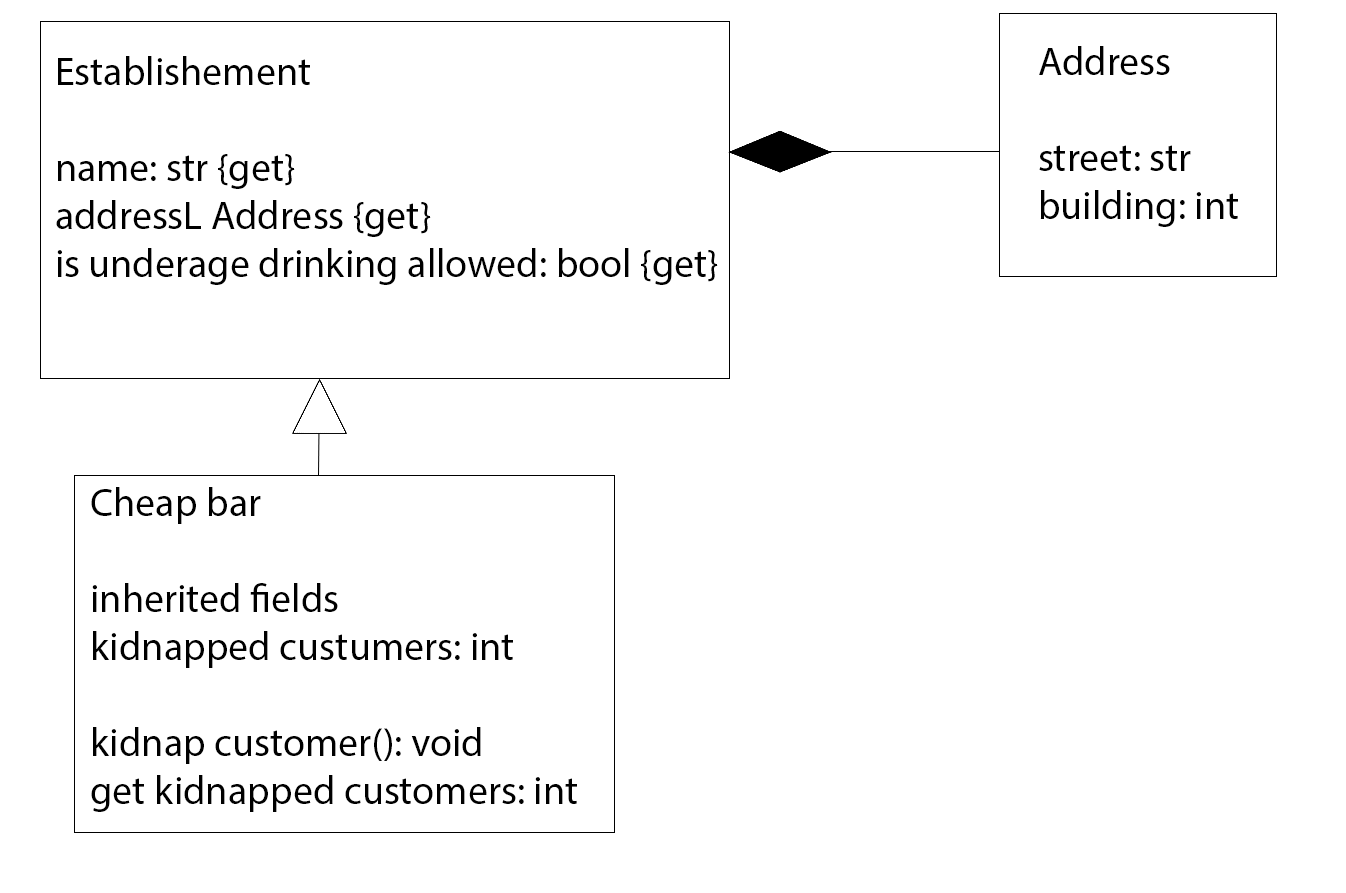 Establishement
name: str {get}
addressL Address {get}
is underage drinking allowed: bool {get}
Address
street: str
building: int
Cheap bar
inherited fields
kidnapped custumers: int
kidnap customer(): void
get kidnapped customers: int